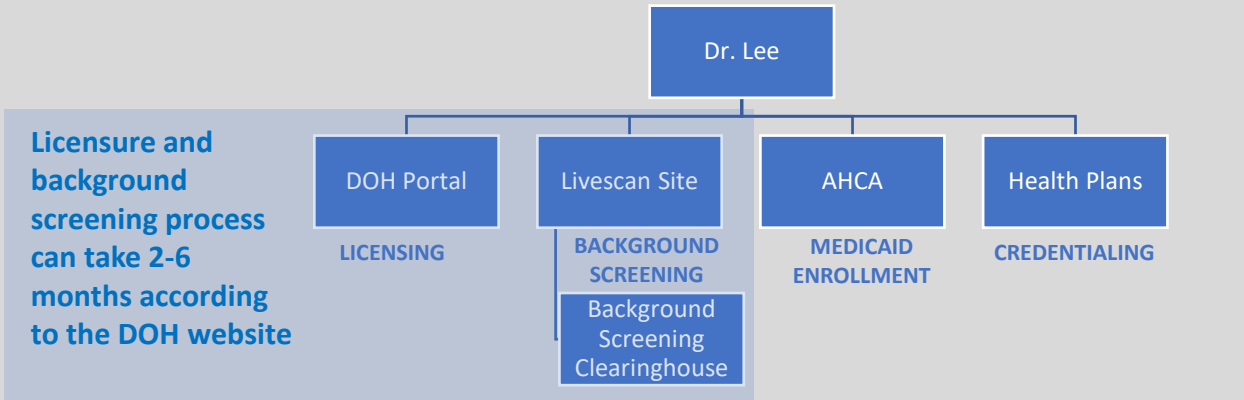 Dr. Lee
Licensure and
background
screening process
can take 2-6
months according
to the DOH website
DOH Portal
LICENSING
Livescan Site
BACKGROUND
SCREENING
Background
Screening
Clearinghouse
AHCA
MEDICAID
ENROLLMENT
Health Plans
CREDENTIALING